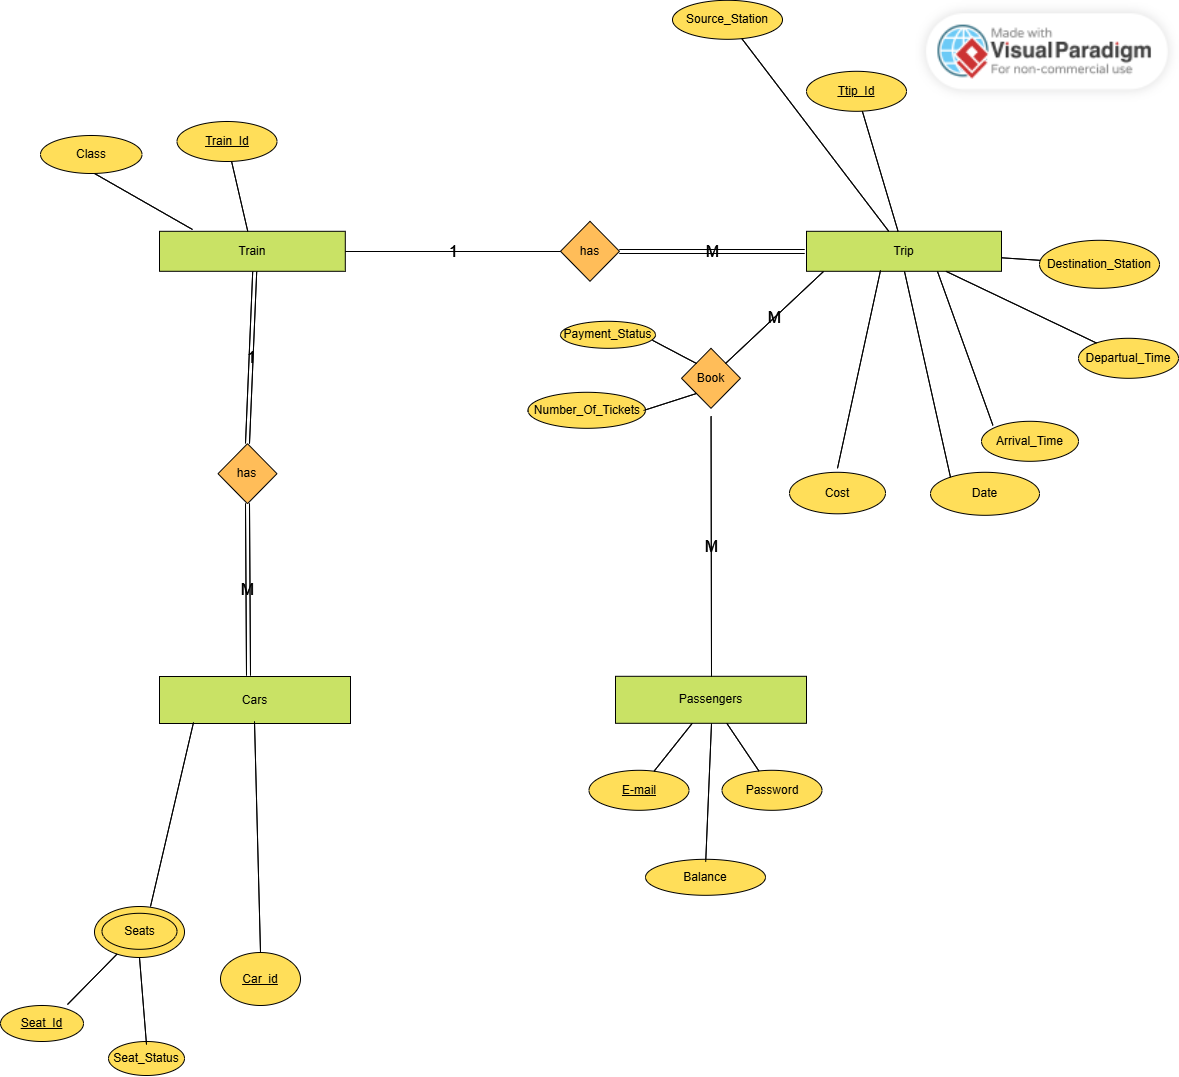 Source_Station
Made with
Visual Paradigm
For non-commercial use
Ttip_Id
Train_Id
Class
Train
1
has
M
Trip
Destination_Station
M
Payment_Status
Departual_Time
1
Book
Number_Of_Tickets
Arrival_Time
has
Cost
Date
M
M
Cars
Passengers
E-mail
Password
Balance
Seats
Car_id
Seat_Id
Seat_Status